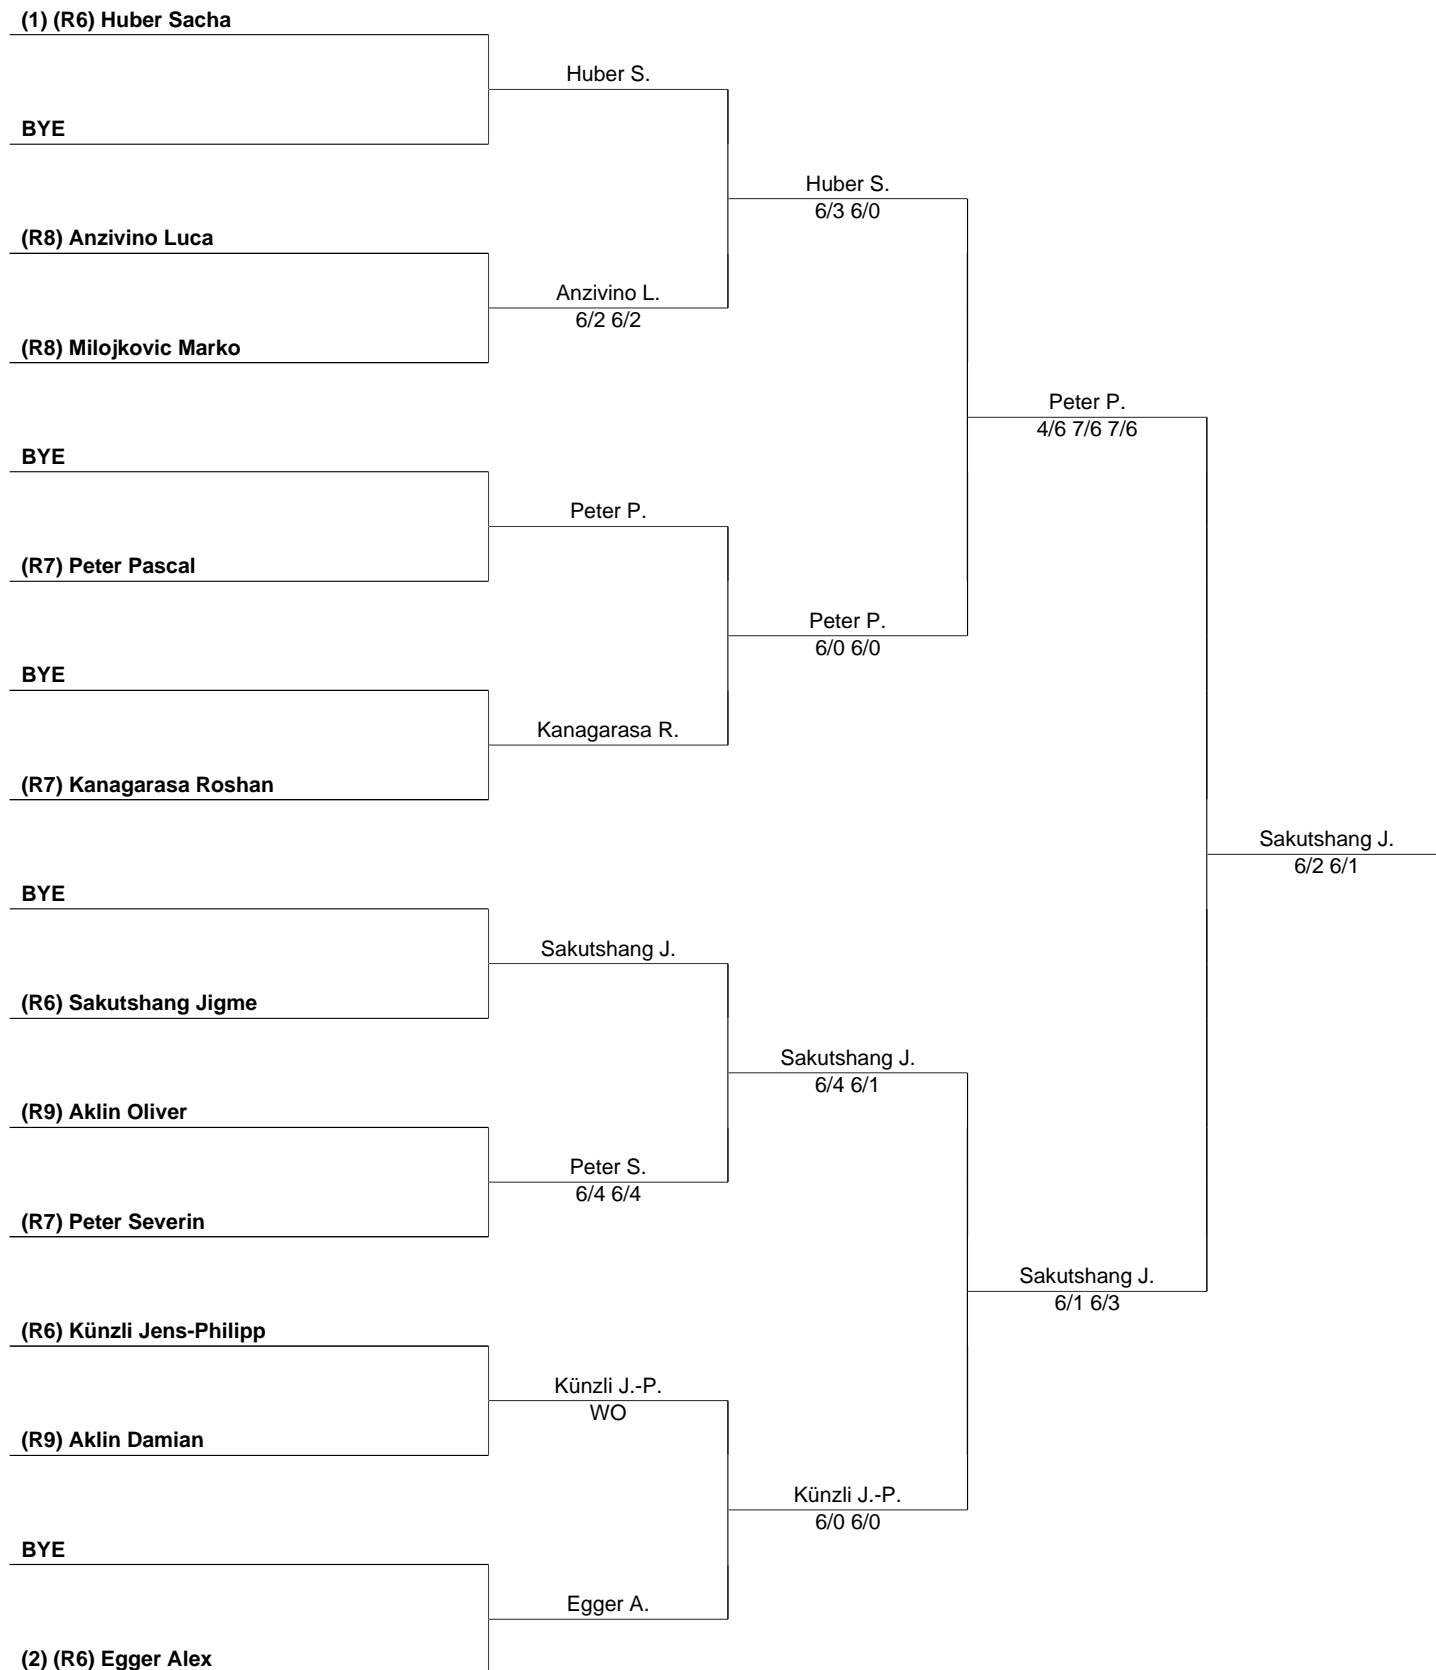 (1) (R6) Huber Sacha
Huber S.
BYE
Huber S.
6/3 6/0
(R8) Anzivino Luca
Anzivino L.
6/2 6/2
(R8) Milojkovic Marko
Peter P.
4/6 7/6 7/6
BYE
Peter P.
(R7) Peter Pascal
Peter P.
6/0 6/0
BYE
Kanagarasa R.
(R7) Kanagarasa Roshan
Sakutshang J.
6/2 6/1
BYE
Sakutshang J.
(R6) Sakutshang Jigme
Sakutshang J.
6/4 6/1
(R9) Aklin Oliver
Peter S.
6/4 6/4
(R7) Peter Severin
Sakutshang J.
6/1 6/3
(R6) Künzli Jens-Philipp
Künzli J.-P.
WO
(R9) Aklin Damian
Künzli J.-P.
6/0 6/0
BYE
Egger A.
(2) (R6) Egger Alex